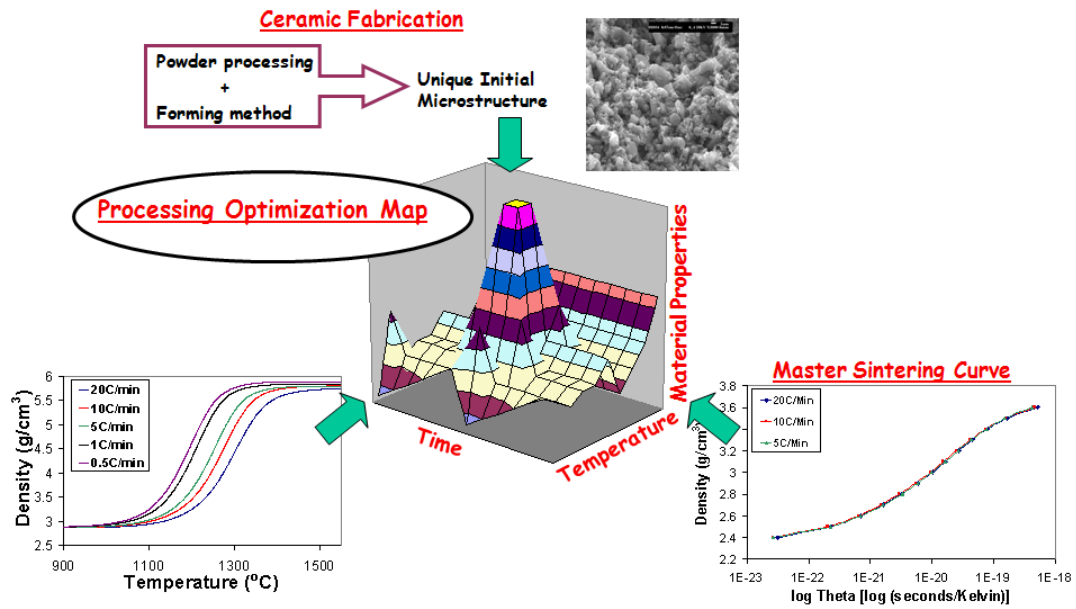 Ceramic Fabrication
Powder processing
+
Forming method
Unique Initial
Microstructure
Processing Optimization Map
Material Properties
Time
Temperature
6
5.5
5
4.5
4
3.5
3
2.5
20C/min
10C/min
5C/min
1C/min
0.5C/min
Density (g/cm³)
900
1100
1300
1500
Temperature (°C)
Master Sintering Curve
3.8
3.6
3.4
3.2
3
2.8
2.6
2.4
2.2
20C/Min
10C/Min
5C/Min
Density (g/cm³)
1E-23
1E-22
1E-21
1E-20
1E-19
1E-18
log Theta [log (seconds/Kelvin)]